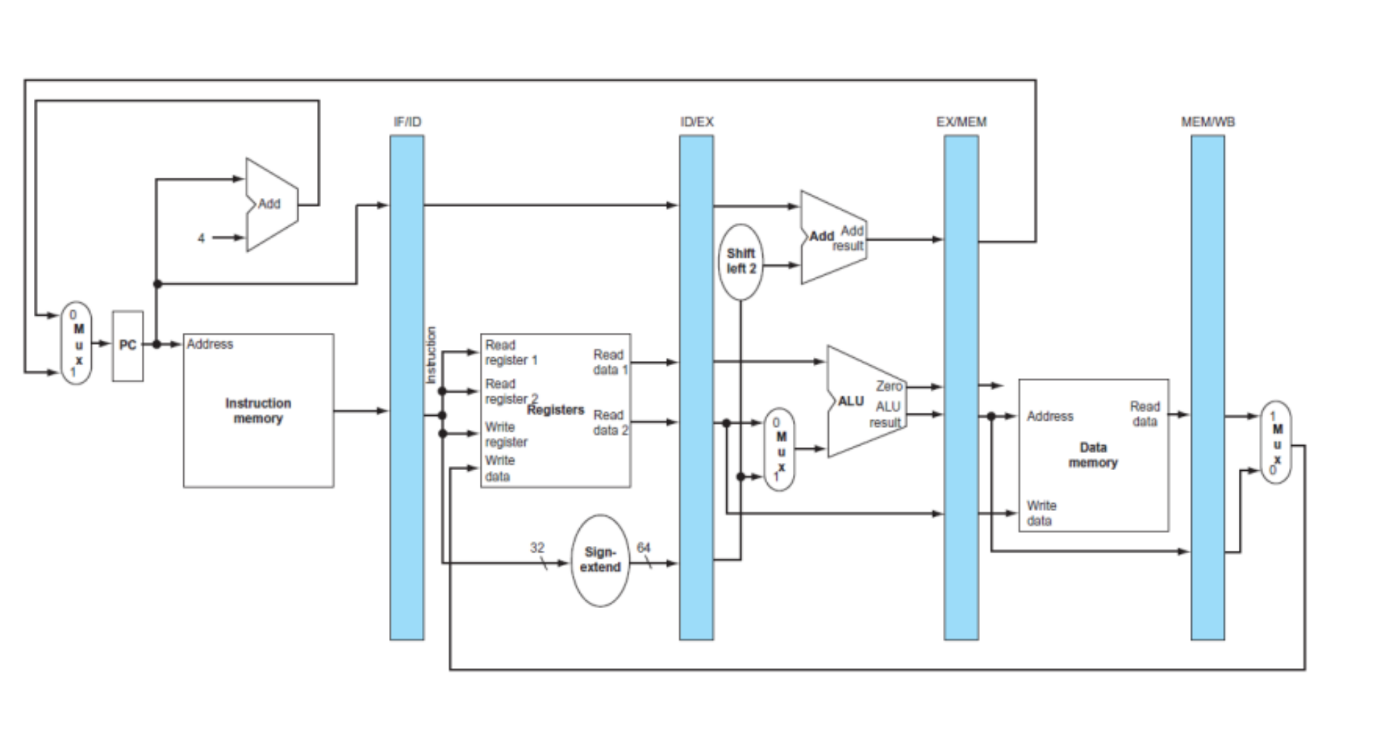 IF/ID
ID/EX
EX/MEM
MEM/WB
Add
4
Shift
left 2
Add
Add
result
0
M
u
x
1
PC
Address
Instruction
memory
Instruction
Read
register 1
Read
register 2
Write
register
Write
data
Registers
Read
data 1
Read
data 2
0
M
u
x
1
ALU
Zero
ALU
result
Address
Read
data
Data
memory
Write
data
1
M
u
x
0
32
Sign-
extend
64